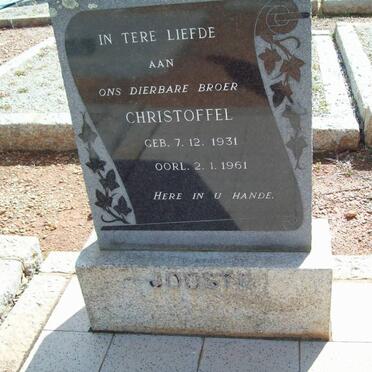 IN TERE LIEFDE
AAN
ONS DIERBARE BROER
CHRISTOFFEL
GEB. 7. 12. 1931
OORL. 2. 1. 1961
HERE IN U HANDE.
JOOSTE